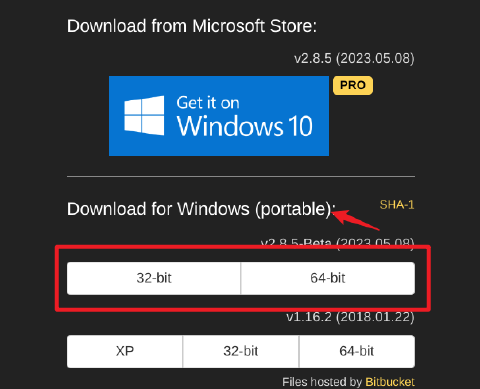 Download from Microsoft Store:
v2.8.5 (2023.05.08)
Get it on
Windows 10
PRO
Download for Windows (portable):
SHA-1
v2.8.5-Beta (2023.05.08)
32-bit 64-bit
v1.16.2 (2018.01.22)
XP 32-bit 64-bit
Files hosted by Bitbucket